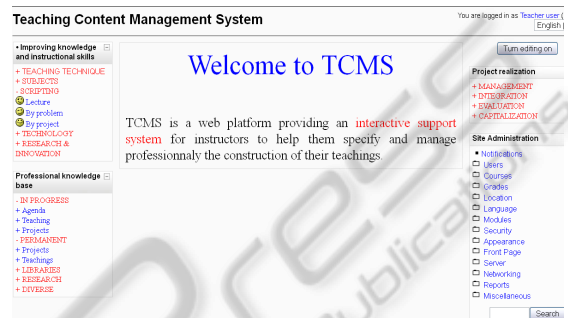 Teaching Content Management System
You are logged in as Teacher user (
English (
• Improving knowledge
and instructional skills
+ TEACHING TECHNIQUE
+ SUBJECTS
- SCRIPTING
Lecture
By problem
By project
+ TECHNOLOGY
+ RESEARCH &
INNOVATION
Professional knowledge
base
- IN PROGRESS
+ Agenda
+ Teaching
+ Projects
- PERMANENT
+ Projects
+ Teachings
+ LIBRARIES
+ RESEARCH
+ DIVERSE
Welcome to TCMS
TCMS is a web platform providing an interactive support
system for instructors to help them specify and manage
professionnaly the construction of their teachings.
Turn editing on
Project realization
+ MANAGEMENT
+ INTEGRATION
+ EVALUATION
+ CAPITALIZATION
Site Administration
Notifications
Users
Courses
Grades
Location
Language
Modules
Security
Appearance
Front Page
Server
Networking
Reports
Miscellaneous
Search